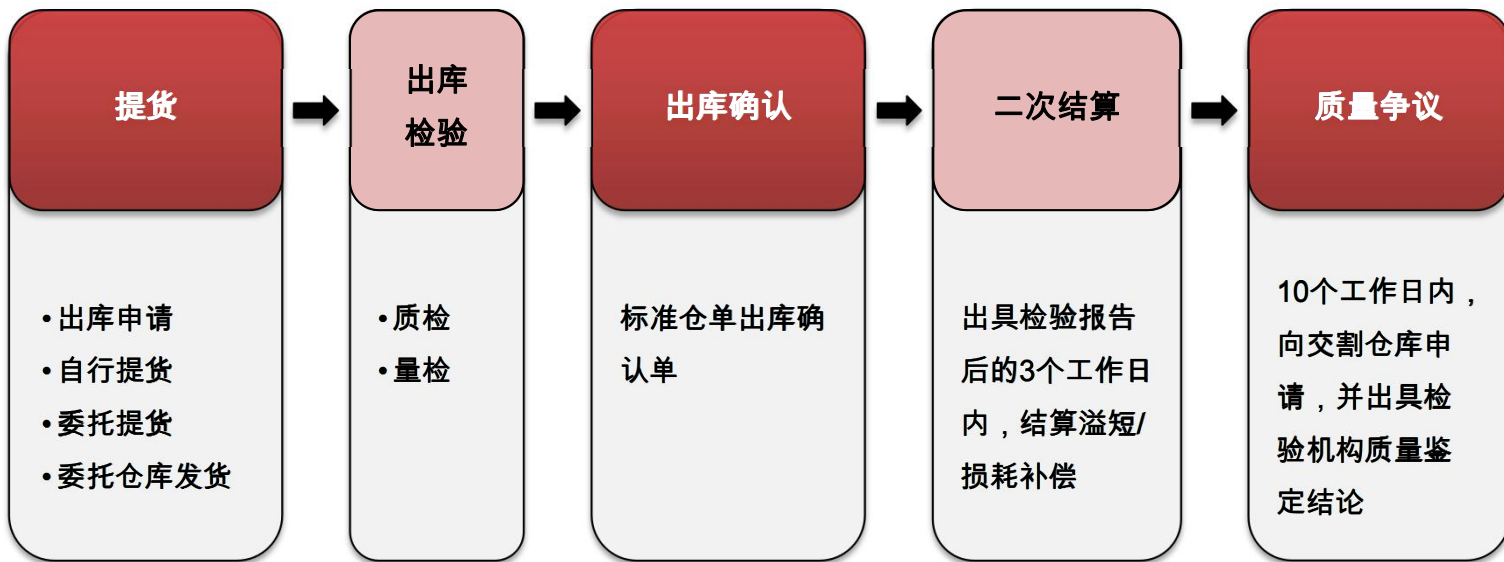 提货
• 出库申请
• 自行提货
• 委托提货
• 委托仓库发货
出库
检验
• 质检
• 量检
出库确认
标准仓单出库确
认单
二次结算
出具检验报告
后的3个工作日
内，结算溢短/
损耗补偿
质量争议
10个工作日内，
向交割仓库申
请，并出具检
验机构质量鉴
定结论